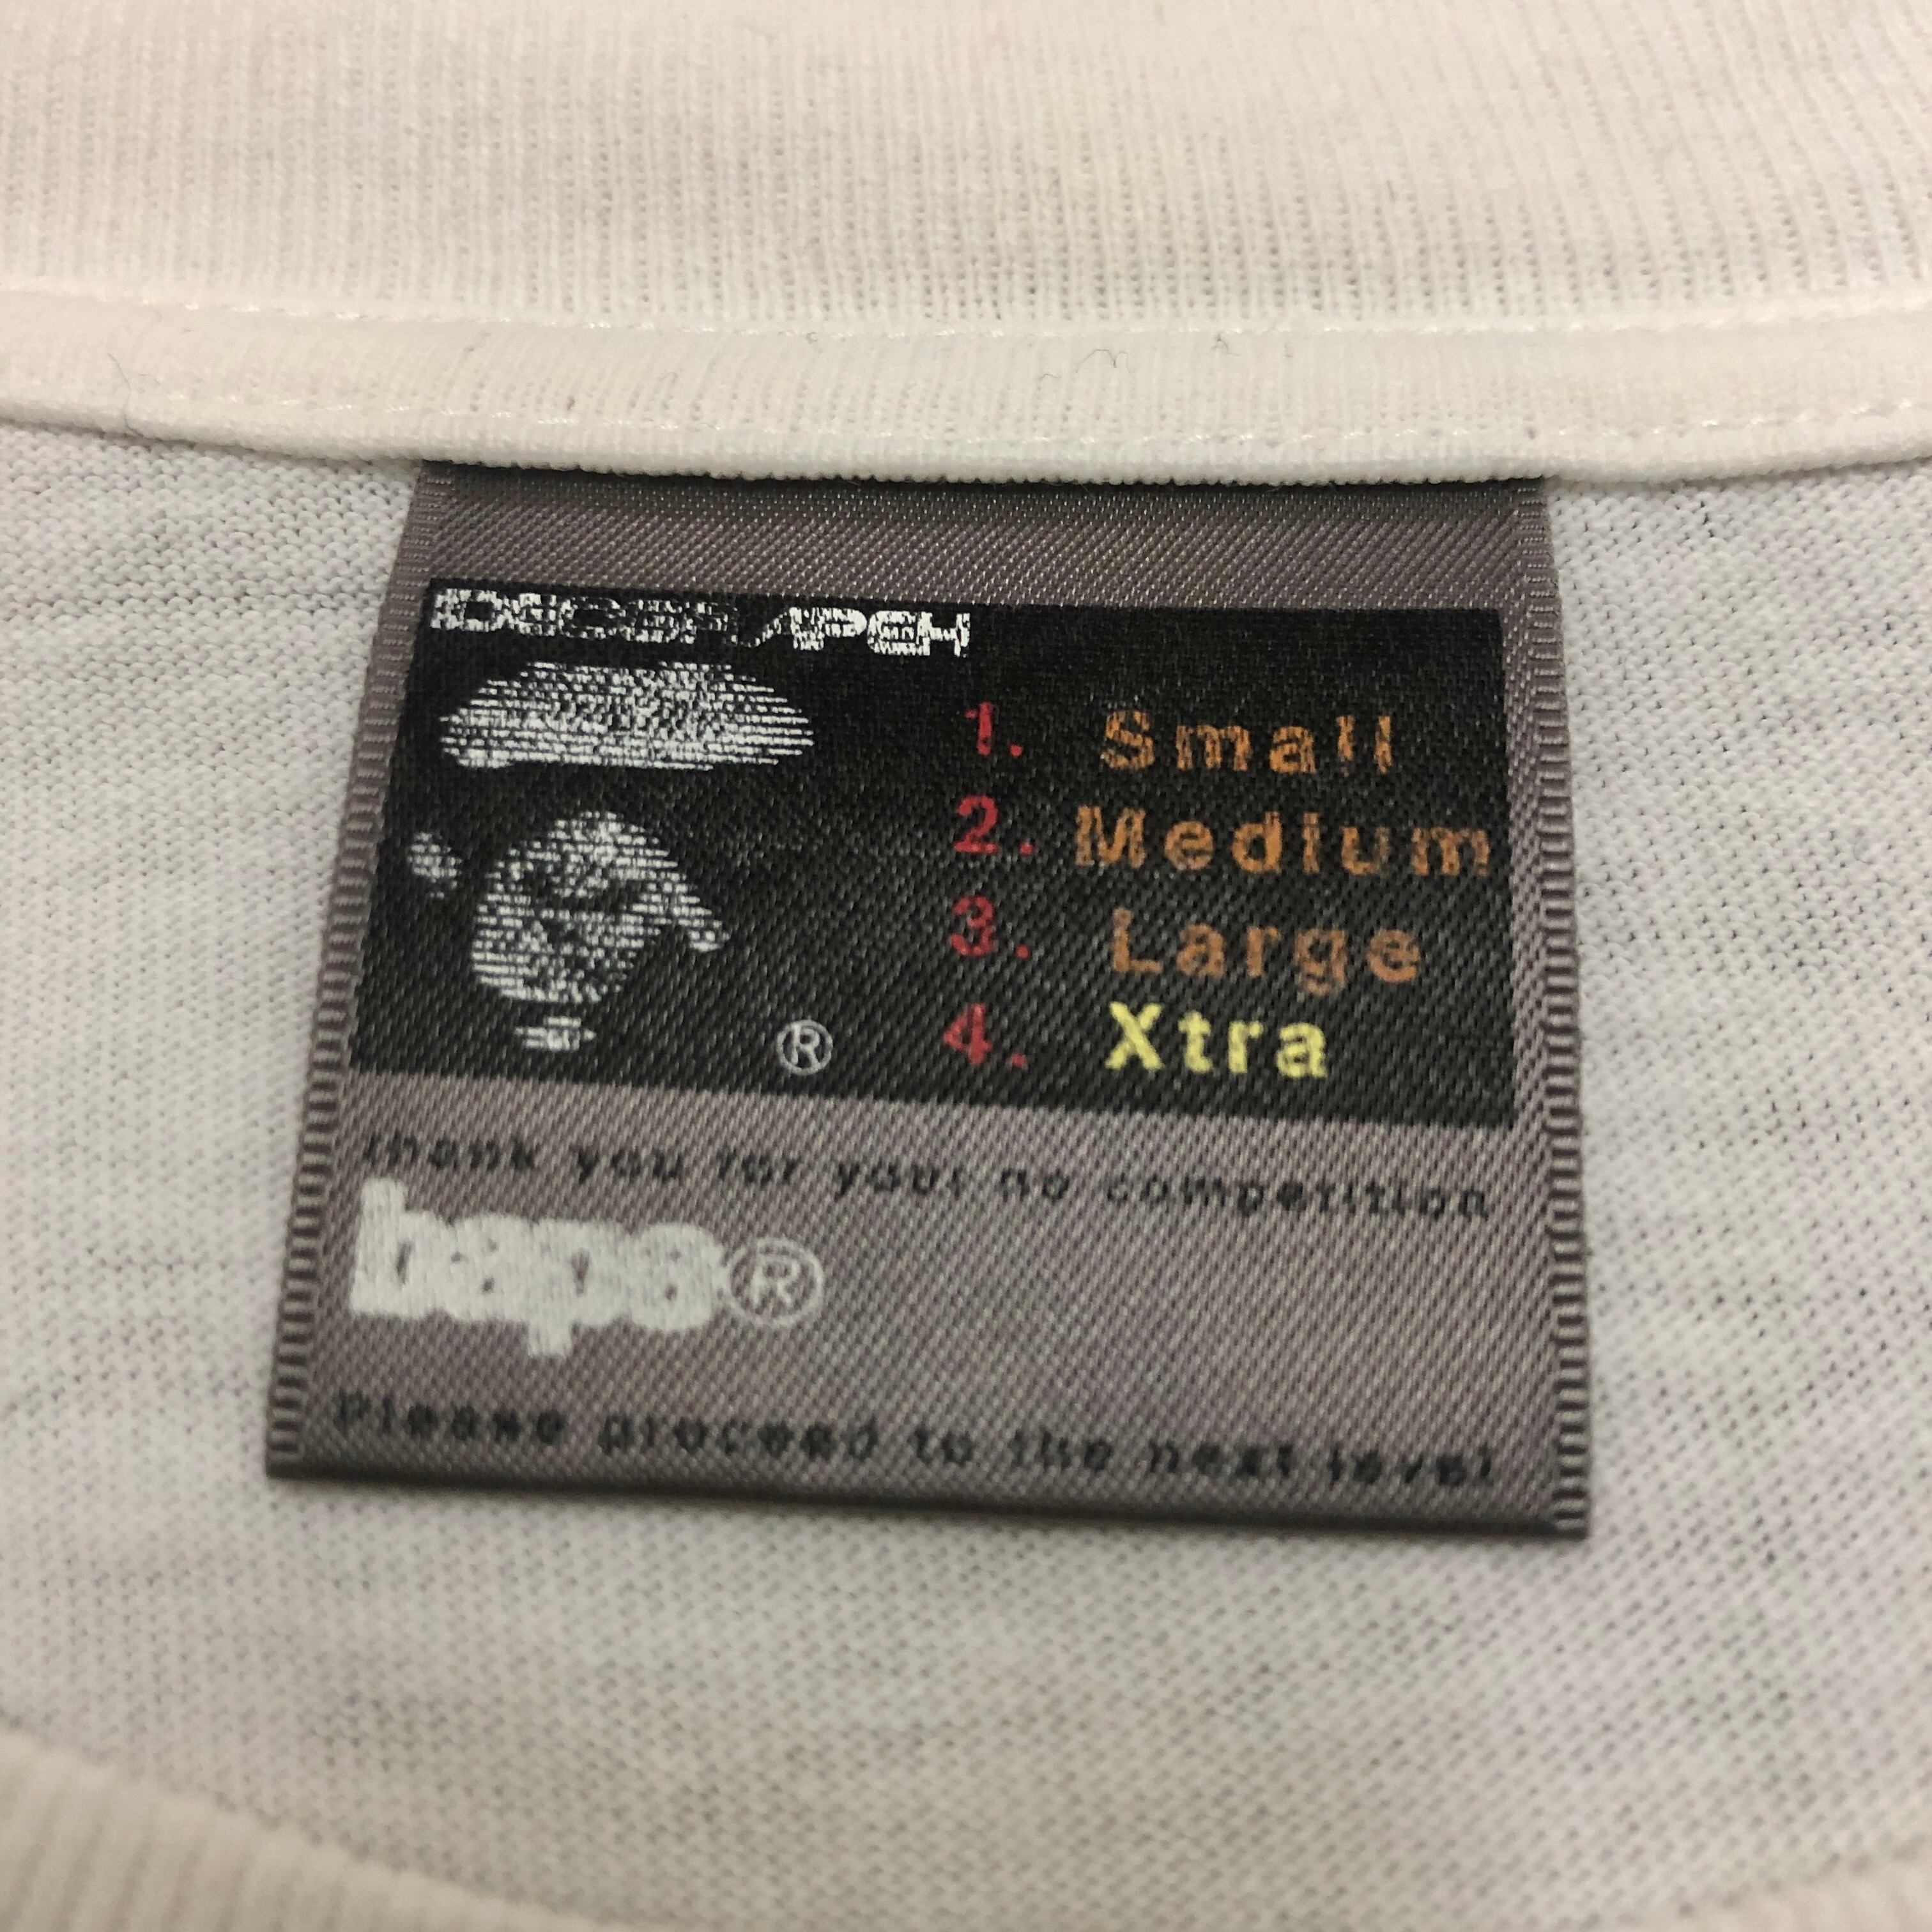 1. Small
2. Medium
3. Large
4. Xtra
®
thank you for your no competition
bape®
Please proceed to the next level